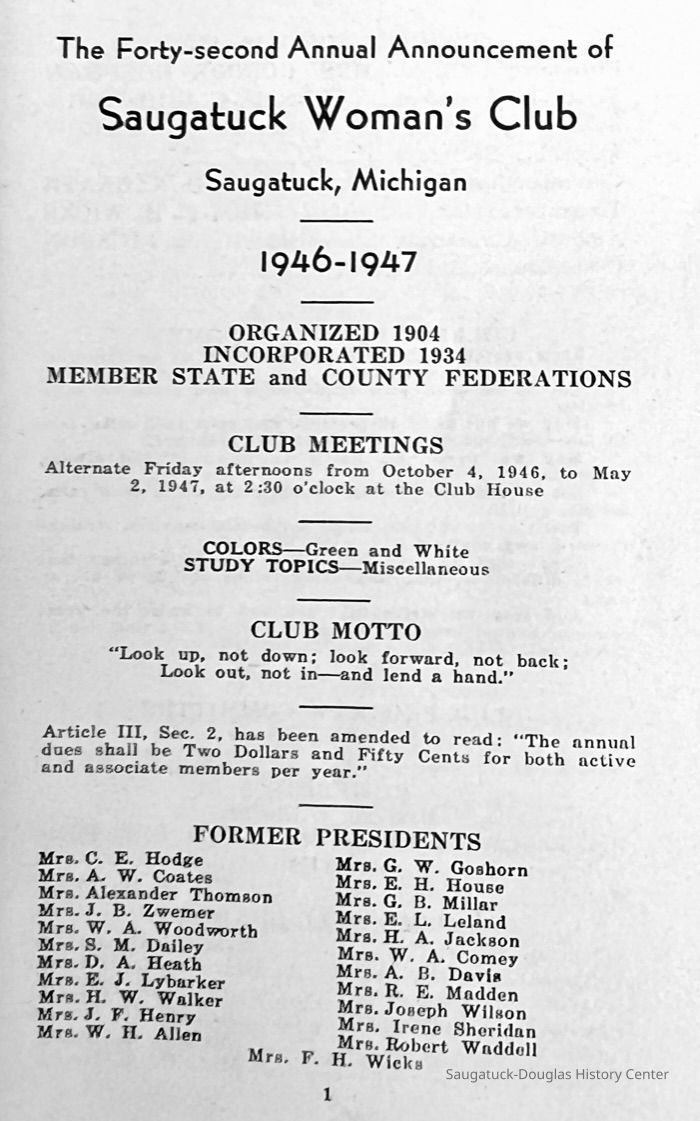 The Forty-second Annual Announcement of
Saugatuck Woman's Club
Saugatuck, Michigan
1946-1947
ORGANIZED 1904
INCORPORATED 1934
MEMBER STATE and COUNTY FEDERATIONS
CLUB MEETINGS
Alternate Friday afternoons from October 4, 1946, to May
2, 1947, at 2:30 o'clock at the Club House
COLORS—Green and White
STUDY TOPICS—Miscellaneous
CLUB MOTTO
"Look up, not down; look forward, not back;
Look out, not in—and lend a hand."
Article III, Sec. 2, has been amended to read: "The annual
dues shall be Two Dollars and Fifty Cents for both active
and associate members per year."
FORMER PRESIDENTS
Mrs. C. E. Hodge
Mrs. A. W. Coates
Mrs. Alexander Thomson
Mrs. J. B. Zwemer
Mrs. W. A. Woodworth
Mrs. S. M. Dailey
Mrs. D. A. Heath
Mrs. E. J. Lybarker
Mrs. H. W. Walker
Mrs. J. F. Henry
Mrs. W. H. Allen
Mrs. G. W. Goshorn
Mrs. E. H. House
Mrs. G. B. Millar
Mrs. E. L. Leland
Mrs. H. A. Jackson
Mrs. W. A. Comey
Mrs. A. B. Davis
Mrs. R. E. Madden
Mrs. Joseph Wilson
Mrs. Irene Sheridan
Mrs. Robert Waddell
Mrs. F. H. Wicks
Saugatuck-Douglas History Center
1